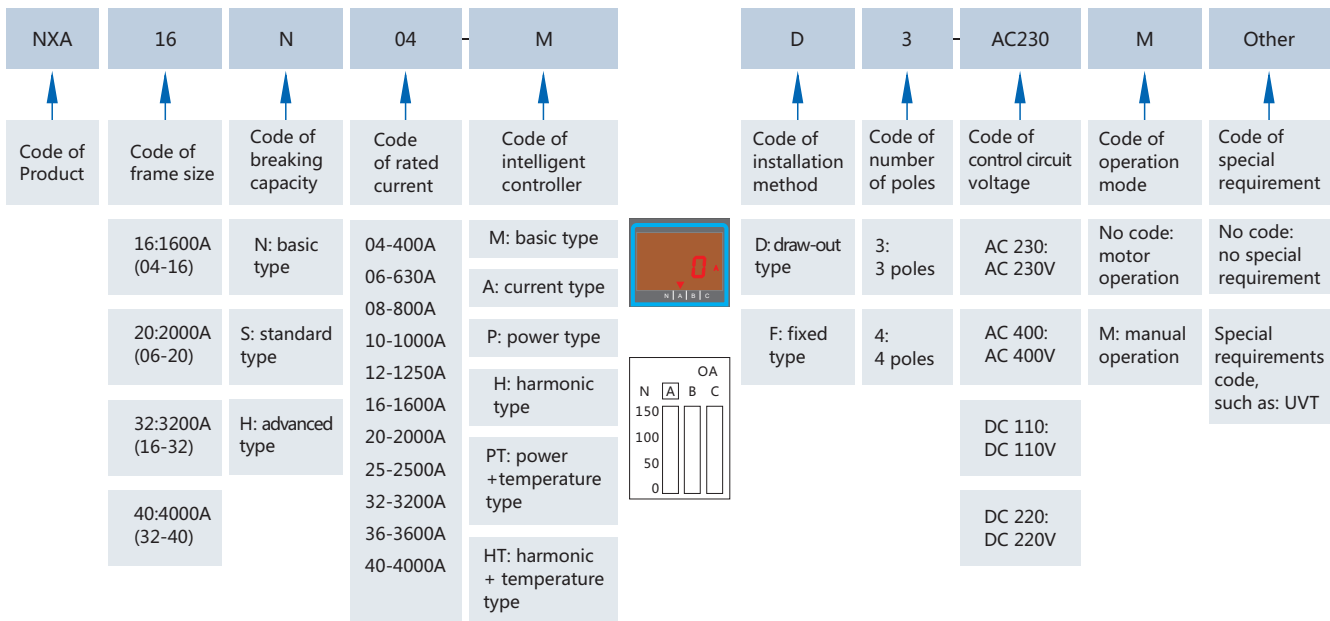 NXA 16 N 04 - M D 3 - AC230 M Other
Code of
Product
Code of
frame size
Code of
breaking
capacity
Code
of rated
current
Code of
intelligent
controller
Code of
installation
method
Code of
number
of poles
Code of
control circuit
voltage
Code of
operation
mode
Code of
special
requirement
16:1600A
(04-16)
20:2000A
(06-20)
32:3200A
(16-32)
40:4000A
(32-40)
N: basic
type
S: standard
type
H: advanced
type
04-400A
06-630A
08-800A
10-1000A
12-1250A
16-1600A
20-2000A
25-2500A
32-3200A
36-3600A
40-4000A
M: basic type
A: current type
P: power type
H: harmonic
type
PT: power
+temperature
type
HT: harmonic
+ temperature
type
0 A
N A B C
OA
N A B C
150
100
50
0
D: draw-out
type
F: fixed
type
3:
3 poles
4:
4 poles
AC 230:
AC 230V
AC 400:
AC 400V
DC 110:
DC 110V
DC 220:
DC 220V
No code:
motor
operation
M: manual
operation
No code:
no special
requirement
Special
requirements
code,
such as: UVT